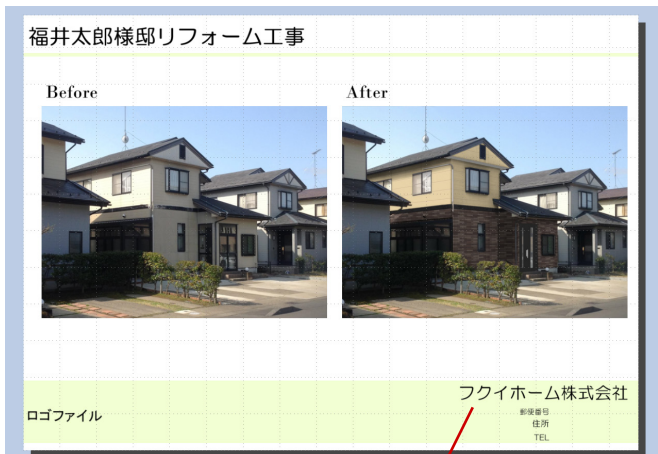 福井太郎様邸リフォーム工事
Before
After
フクイホーム株式会社
ロゴファイル
郵便番号
住所
TEL